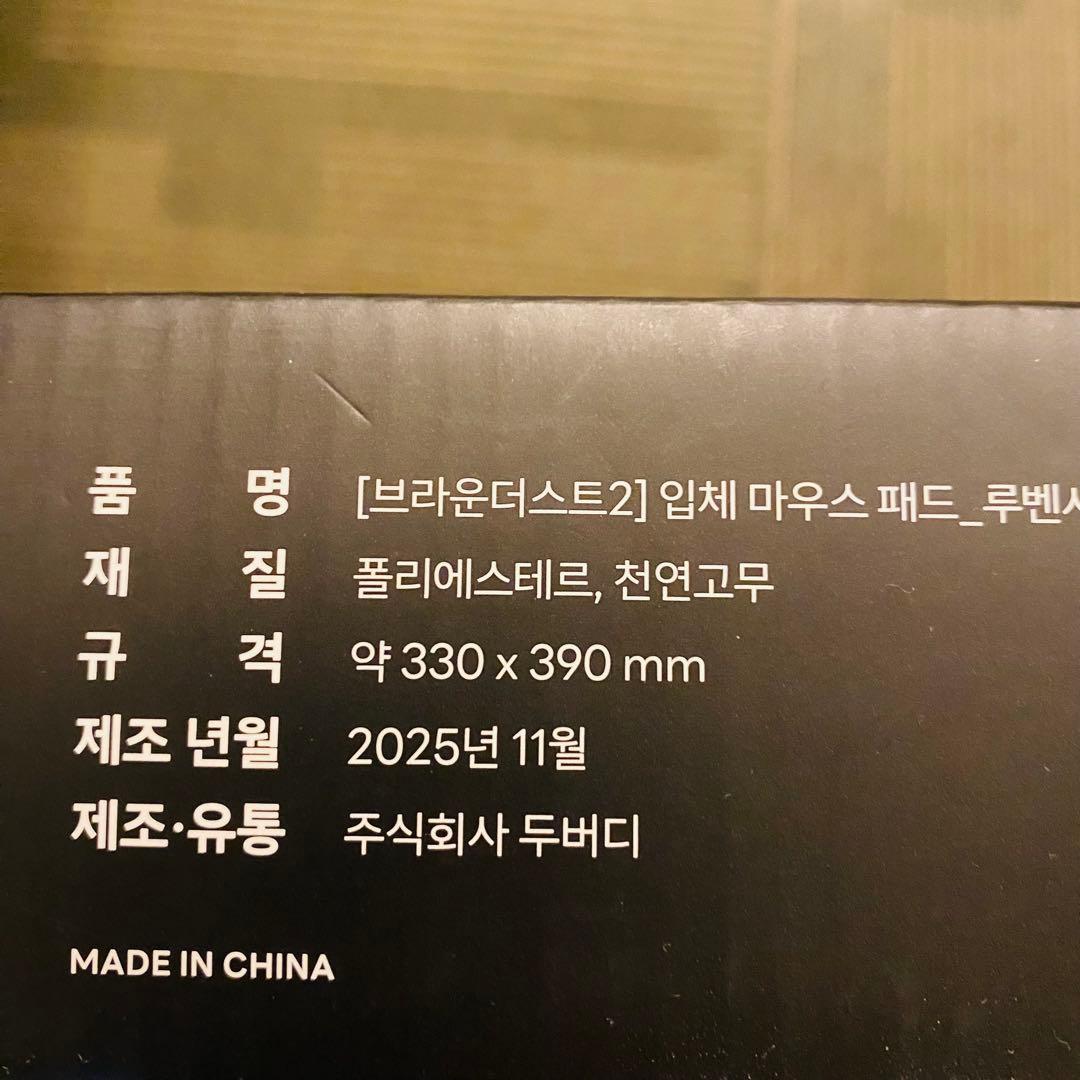 품 명 [브라운더스트2] 입체 마우스 패드_루벤
재 질 폴리에스테르, 천연고무
규 격 약 330 x 390 mm
제조 년월 2025년 11월
제조·유통 주식회사 두버디
MADE IN CHINA